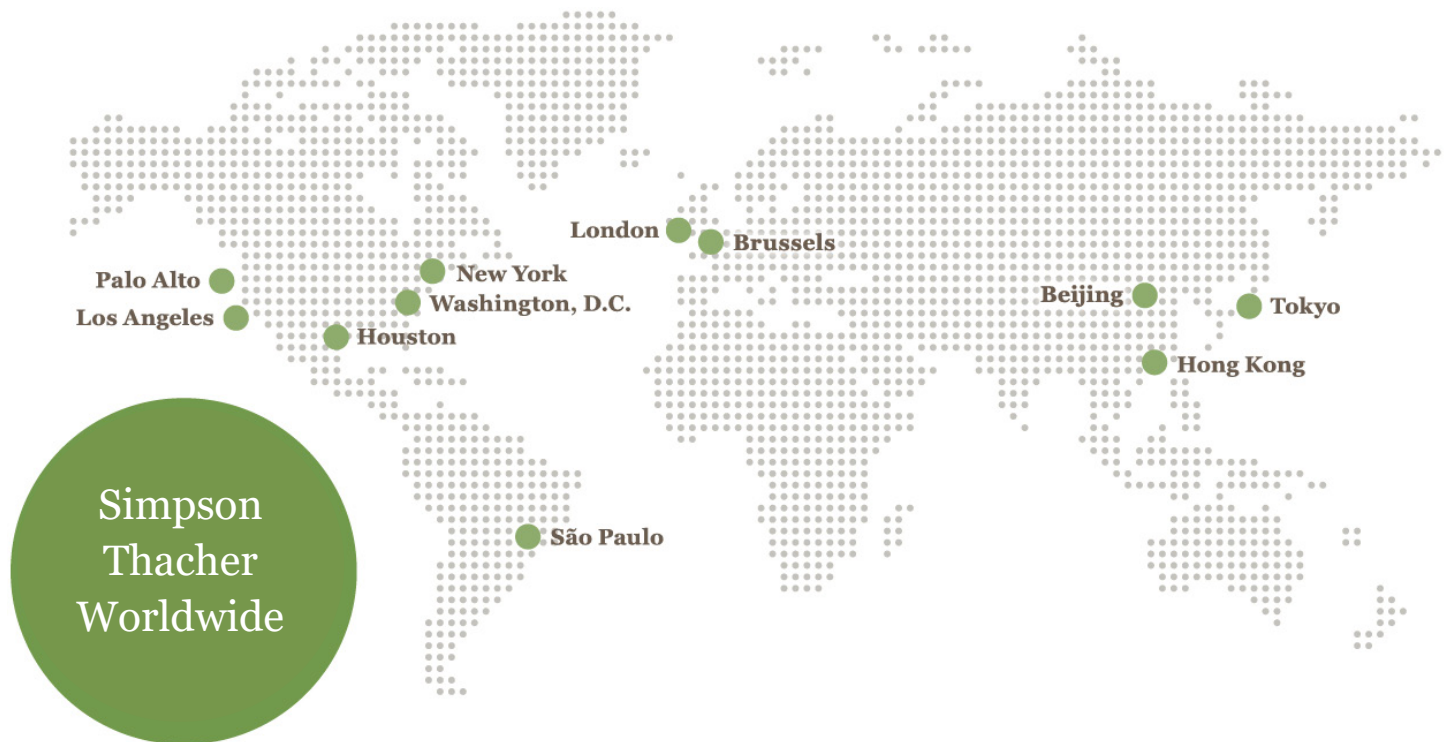 London
Brussels
Palo Alto
New York
Los Angeles
Washington, D.C.
Houston
Beijing
Tokyo
Hong Kong
São Paulo
Simpson
Thacher
Worldwide